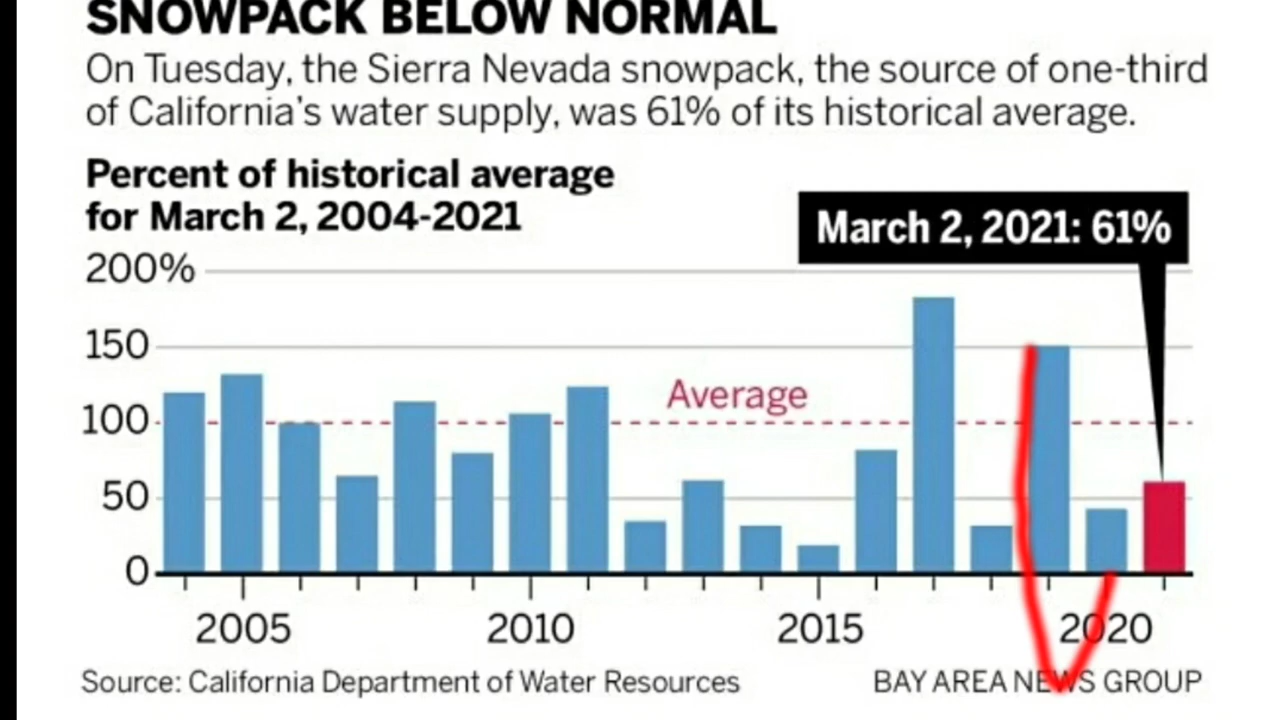 SNOWPACK BELOW NORMAL
On Tuesday, the Sierra Nevada snowpack, the source of one-third
of California's water supply, was 61% of its historical average.
Percent of historical average
for March 2, 2004-2021
March 2, 2021: 61%
200%
150
Average
100
50
0
2005 2010 2015 2020
Source: California Department of Water Resources BAY AREA NEWS GROUP